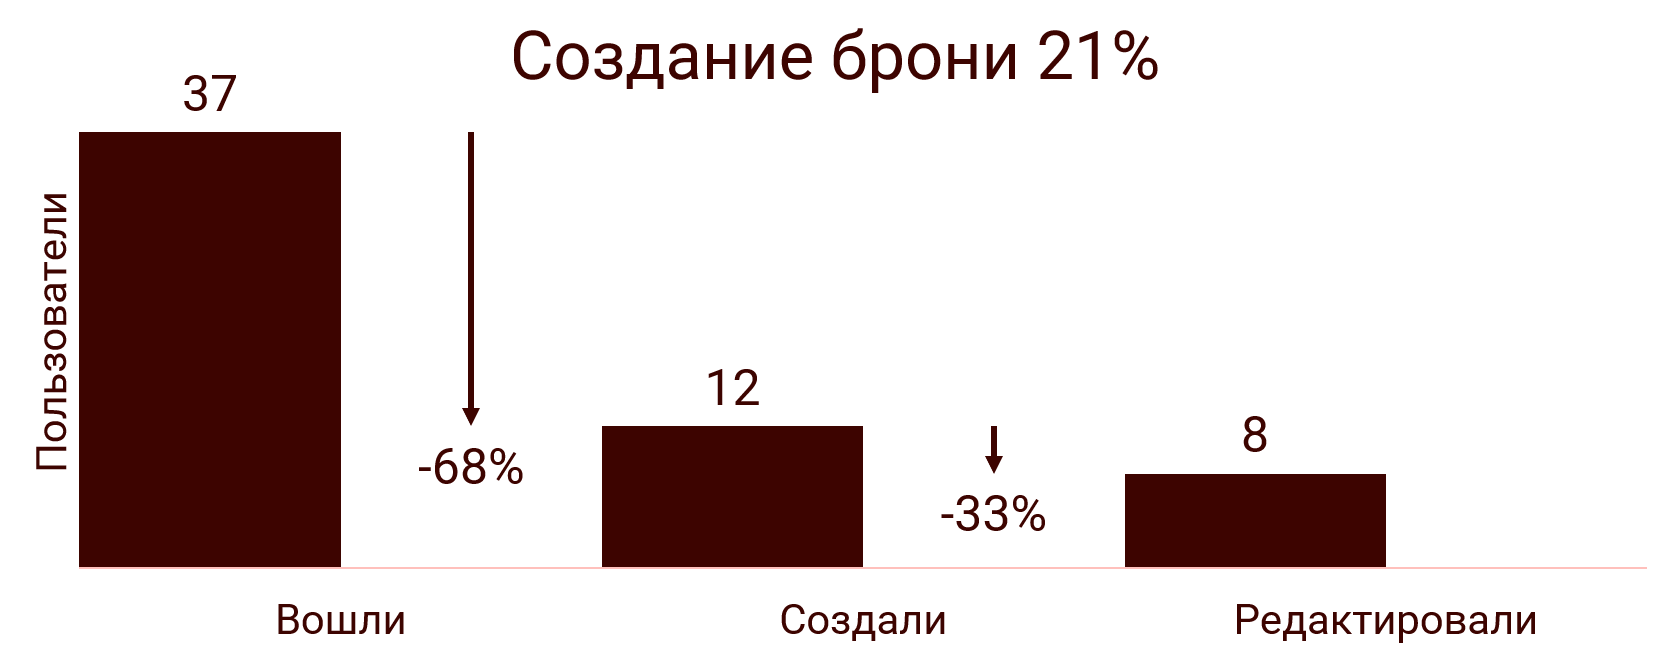 Создание брони 21%
37
Пользователи
12
8
-68%
-33%
Вошли
Создали
Редактировали